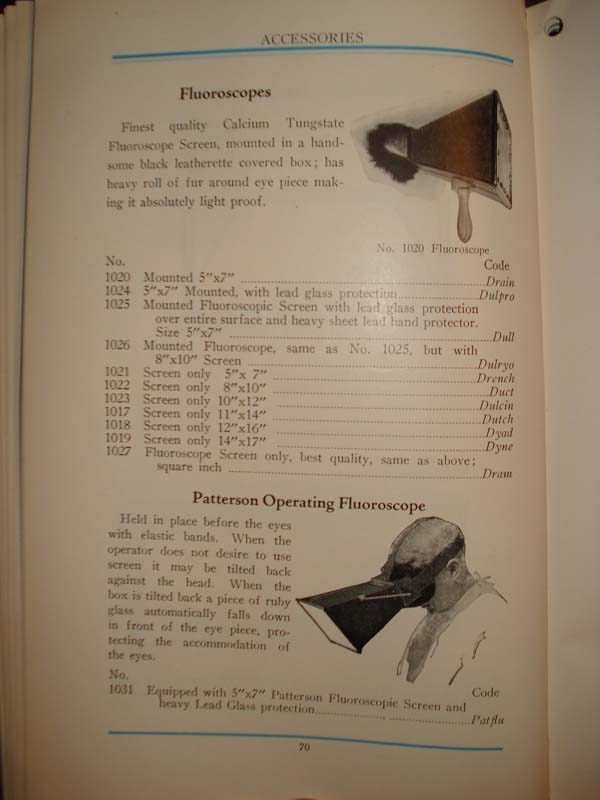 ACCESSORIES
Fluoroscopes
Finest quality Calcium Tungstate
Fluoroscope Screen, mounted in a hand-
some black leatherette covered box; has
heavy roll of fur around eye piece mak-
ing it absolutely light proof.
No. 1020 Fluoroscope
No. Code
1020 Mounted 5"x7" Drain
1024 5"x7" Mounted, with lead glass protection Dulpro
1025 Mounted Fluoroscopic Screen with lead glass protection
over entire surface and heavy sheet lead hand protector.
Size 5"x7" Dull
1026 Mounted Fluoroscope, same as No. 1025, but with
8"x10" Screen Dulryo
1021 Screen only 5"x 7" Drench
1022 Screen only 8"x10" Duct
1023 Screen only 10"x12" Dulcin
1017 Screen only 11"x14" Dutch
1018 Screen only 12"x16" Dyad
1019 Screen only 14"x17" Dyne
1027 Fluoroscope Screen only, best quality, same as above;
square inch Dram
Patterson Operating Fluoroscope
Held in place before the eyes
with elastic bands. When the
operator does not desire to use
screen it may be tilted back
against the head. When the
box is tilted back a piece of ruby
glass automatically falls down
in front of the eye piece, pro-
tecting the accommodation of
the eyes.
No. Code
1031 Equipped with 5"x7" Patterson Fluoroscopic Screen and
heavy Lead Glass protection Patflu
70